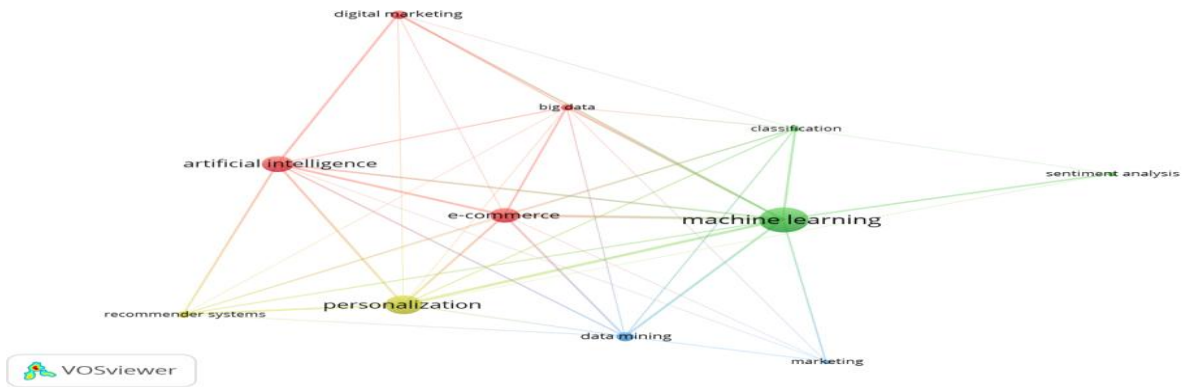 digital marketing
big data
classification
artificial intelligence
sentiment analysis
e-commerce
machine learning
personalization
recommender systems
data mining
marketing
VOSviewer